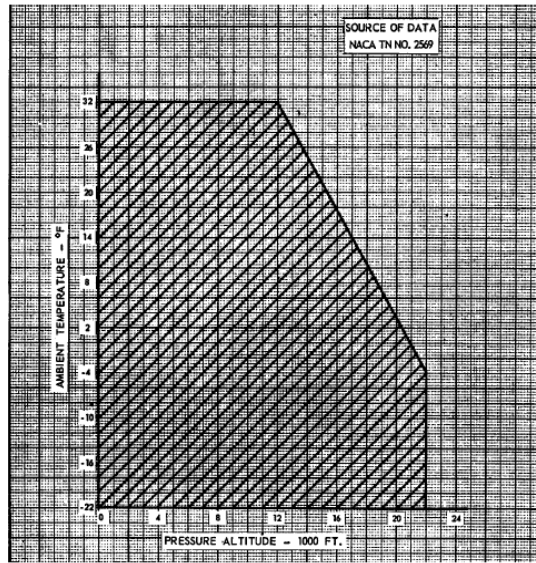 SOURCE OF DATA
NACA TN NO. 2569
32
26
20
14
8
2
-4
-10
-16
-22
AMBIENT TEMPERATURE - °F
0 4 8 12 16 20 24
PRESSURE ALTITUDE - 1000 FT.